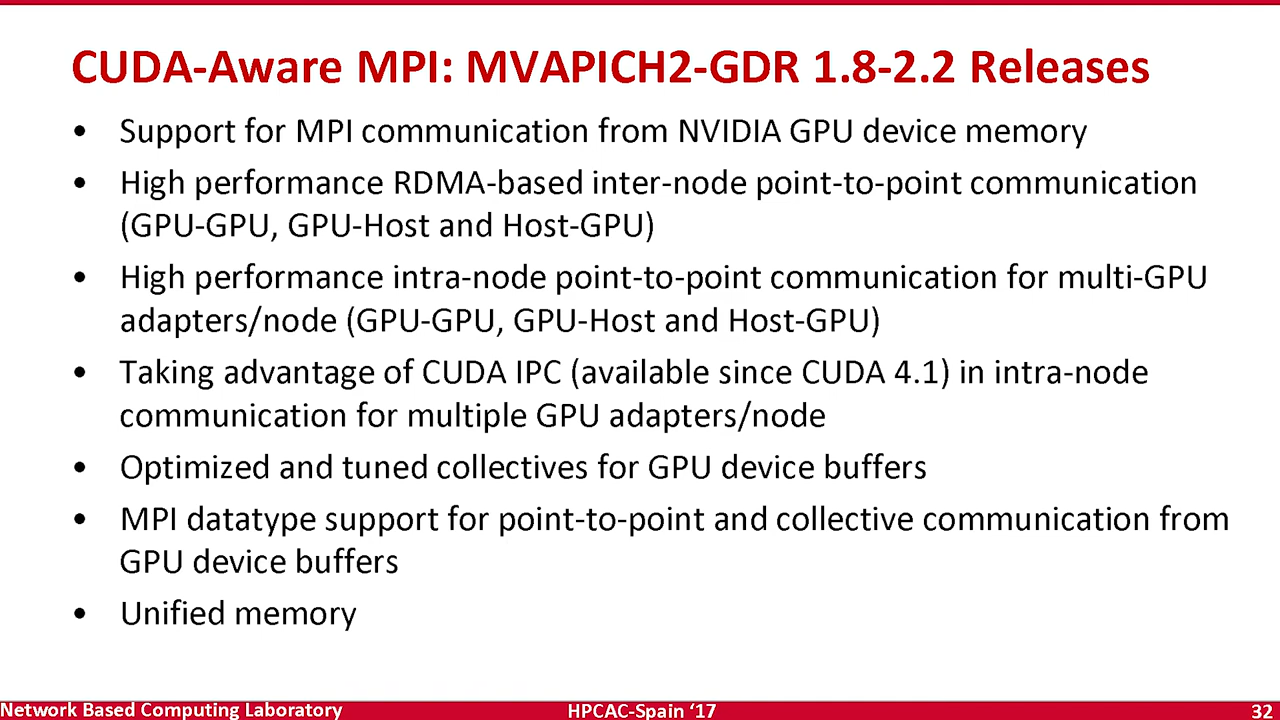 CUDA-Aware MPI: MVAPICH2-GDR 1.8-2.2 Releases
• Support for MPI communication from NVIDIA GPU device memory
• High performance RDMA-based inter-node point-to-point communication
(GPU-GPU, GPU-Host and Host-GPU)
• High performance intra-node point-to-point communication for multi-GPU
adapters/node (GPU-GPU, GPU-Host and Host-GPU)
• Taking advantage of CUDA IPC (available since CUDA 4.1) in intra-node
communication for multiple GPU adapters/node
• Optimized and tuned collectives for GPU device buffers
• MPI datatype support for point-to-point and collective communication from
GPU device buffers
• Unified memory
Network Based Computing Laboratory HPCAC-Spain ‘17 32